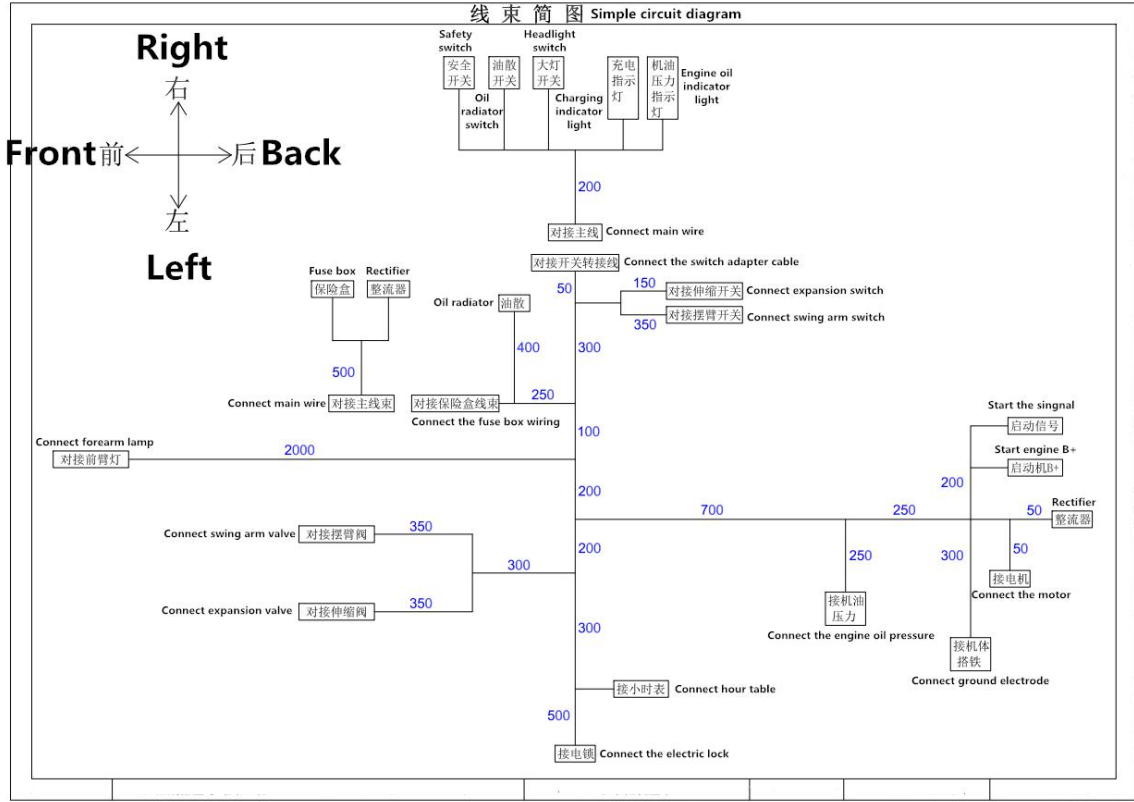 线束简图 Simple circuit diagram
Right
右
Front 前
后 Back
左
Left
Safety
switch
安全
开关
油散
开关
Oil
radiator
switch
Headlight
switch
大灯
开关
Charging
indicator
light
充电
指示
灯
机油
压力
指示
灯
Engine oil
indicator
light
200
对接主线 Connect main wire
对接开关转接线 Connect the switch adapter cable
50
150
对接伸缩开关 Connect expansion switch
350
对接摆臂开关 Connect swing arm switch
300
Fuse box
保险盒
Rectifier
整流器
500
Connect main wire 对接主线束
Oil radiator 油散
400
250
对接保险盒线束
Connect the fuse box wiring
100
Connect forearm lamp
对接前臂灯
2000
200
Start the singnal
启动信号
Start engine B+
启动机B+
200
Rectifier
整流器
50
700
250
250
接机油
压力
Connect the engine oil pressure
50
接电机
Connect the motor
300
接机体
搭铁
Connect ground electrode
200
Connect swing arm valve 对接摆臂阀
350
300
Connect expansion valve 对接伸缩阀
350
300
接小时表 Connect hour table
500
接电锁 Connect the electric lock